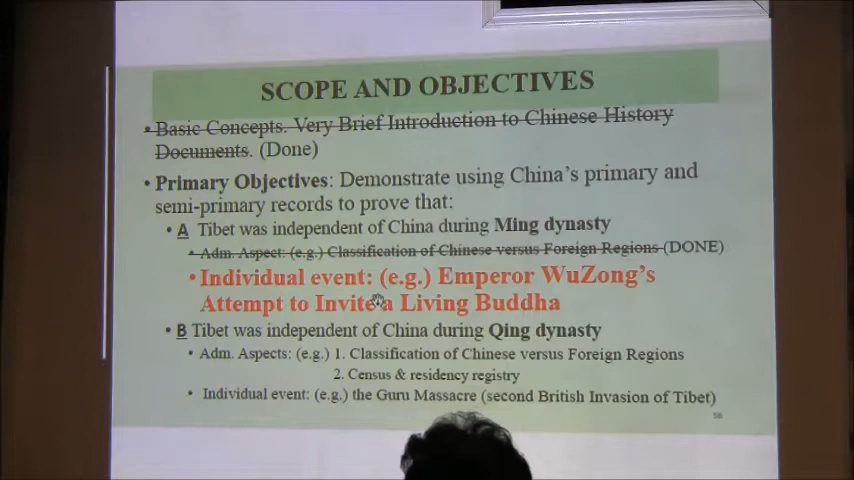 SCOPE AND OBJECTIVES
• Basic Concepts. Very Brief Introduction to Chinese History
Documents. (Done)
• Primary Objectives: Demonstrate using China's primary and
semi-primary records to prove that:
• A Tibet was independent of China during Ming dynasty
• Adm. Aspect: (e.g.) Classification of Chinese versus Foreign Regions (DONE)
• Individual event: (e.g.) Emperor WuZong's
Attempt to Invite a Living Buddha
• B Tibet was independent of China during Qing dynasty
• Adm. Aspects: (e.g.) 1. Classification of Chinese versus Foreign Regions
2. Census & residency registry
• Individual event: (e.g.) the Guru Massacre (second British Invasion of Tibet)
58